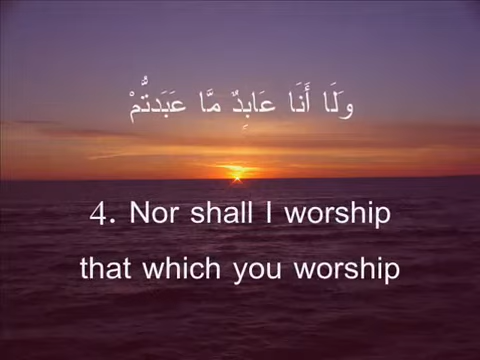 وَلَا أَنَا عَابِدٌ مَّا عَبَدتُّمْ
4. Nor shall I worship
that which you worship